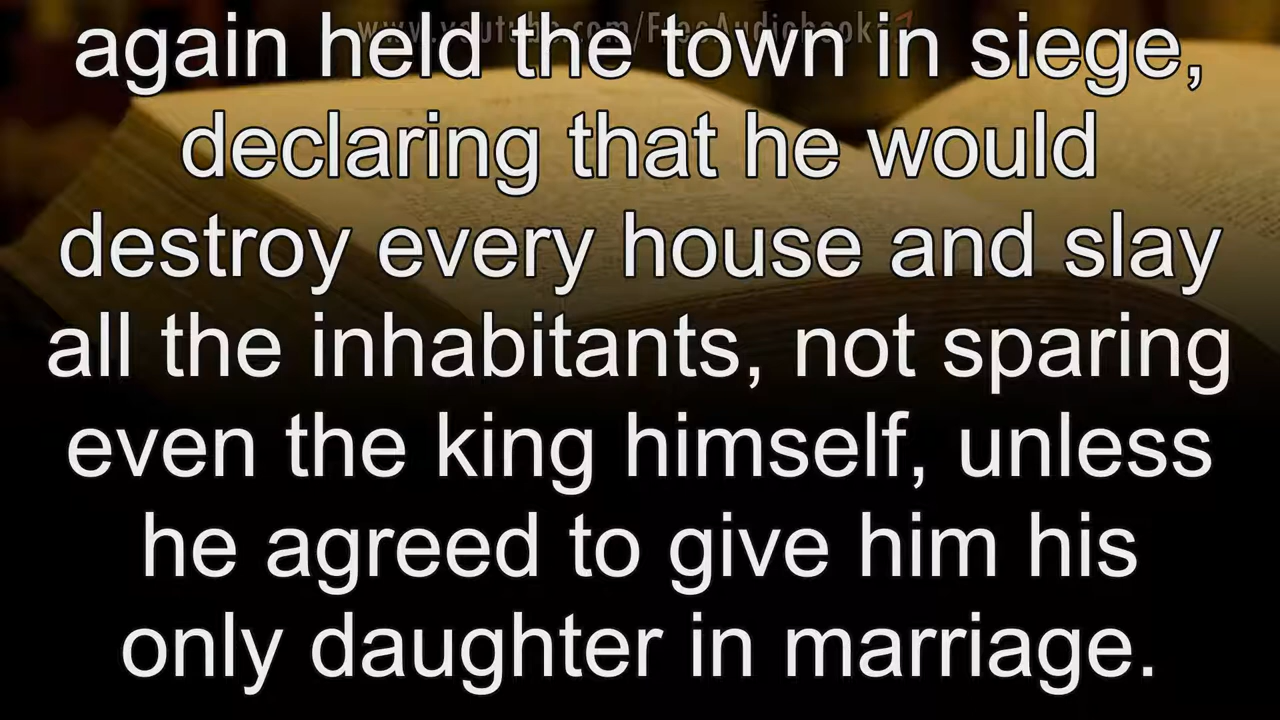 again held the town in siege,
declaring that he would
destroy every house and slay
all the inhabitants, not sparing
even the king himself, unless
he agreed to give him his
only daughter in marriage.